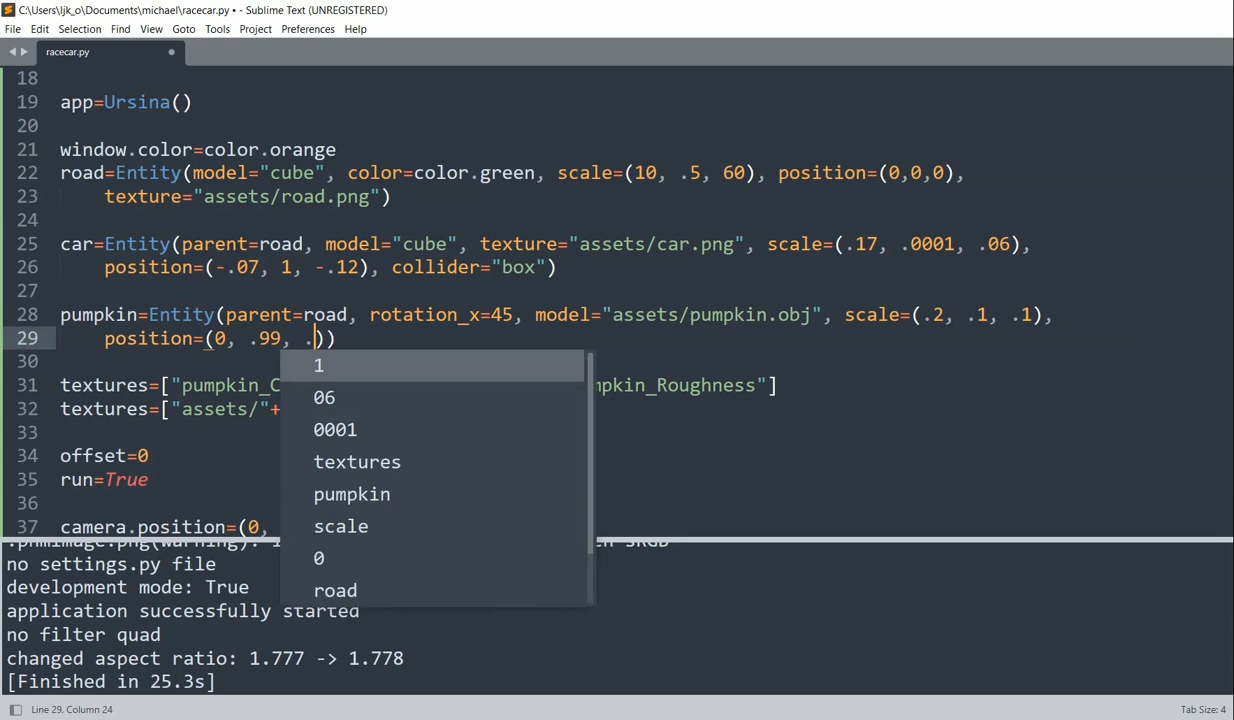 C:\Users\ljk_o\Documents\michael\racecar.py • - Sublime Text (UNREGISTERED)
File Edit Selection Find View Goto Tools Project Preferences Help
racecar.py
18
19 app=Ursina()
20
21 window.color=color.orange
22 road=Entity(model="cube", color=color.green, scale=(10, .5, 60), position=(0,0,0),
23 texture="assets/road.png")
24
25 car=Entity(parent=road, model="cube", texture="assets/car.png", scale=(.17, .0001, .06),
26 position=(-.07, 1, -.12), collider="box")
27
28 pumpkin=Entity(parent=road, rotation_x=45, model="assets/pumpkin.obj", scale=(.2, .1, .1),
29 position=(0, .99, .))
30
31 textures=["pumpkin_C mpkin_Roughness"]
32 textures=["assets/"+
33
34 offset=0
35 run=True
36
37 camera.position=(0,
1
06
0001
textures
pumpkin
scale
0
road
no settings.py file
development mode: True
application successfully started
no filter quad
changed aspect ratio: 1.777 -> 1.778
[Finished in 25.3s]
Line 29, Column 24 Tab Size: 4